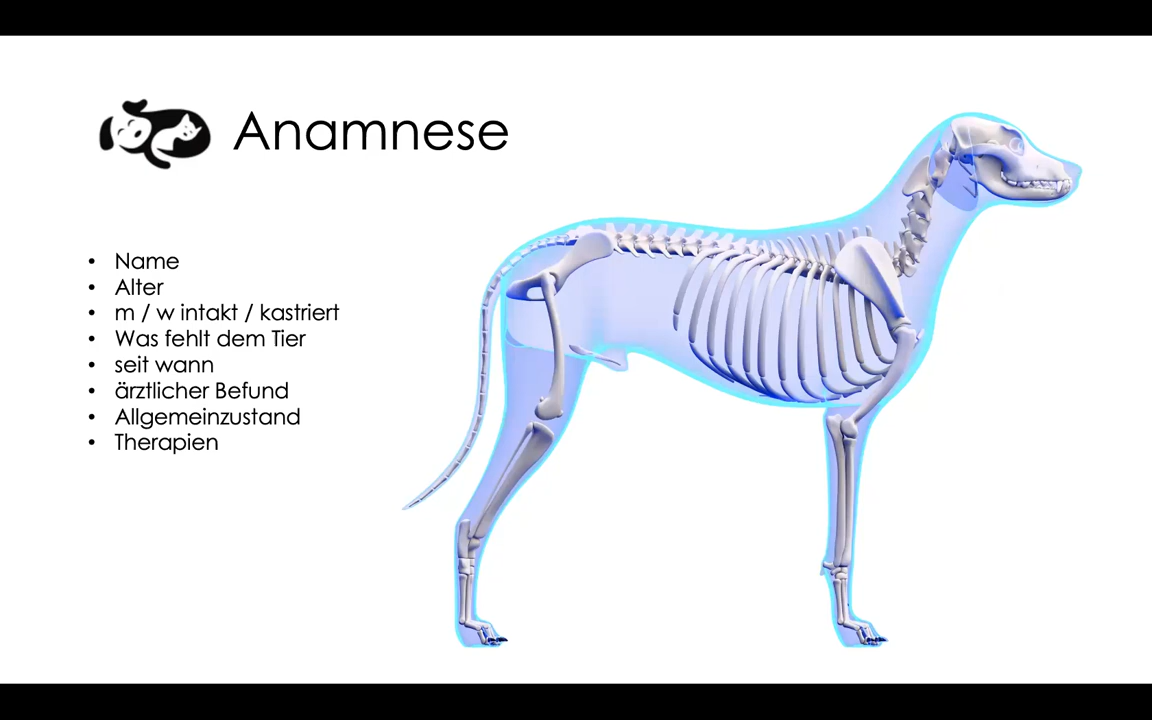 Anamnese
• Name
• Alter
• m / w intakt / kastriert
• Was fehlt dem Tier
• seit wann
• ärztlicher Befund
• Allgemeinzustand
• Therapien